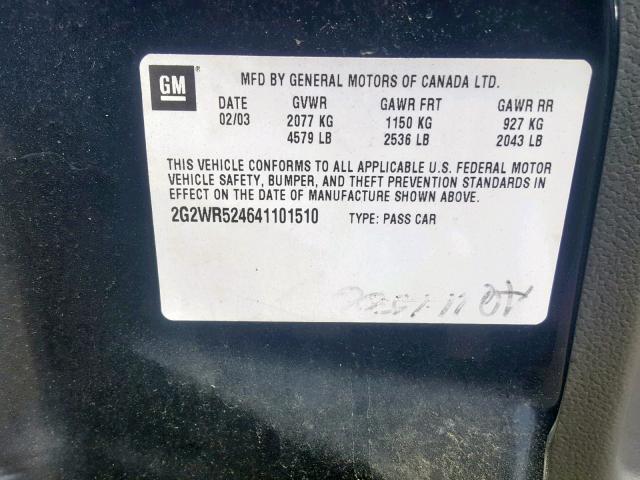 GM ® MFD BY GENERAL MOTORS OF CANADA LTD.
DATE GVWR GAWR FRT GAWR RR
02/03 2077 KG 1150 KG 927 KG
4579 LB 2536 LB 2043 LB
THIS VEHICLE CONFORMS TO ALL APPLICABLE U.S. FEDERAL MOTOR
VEHICLE SAFETY, BUMPER, AND THEFT PREVENTION STANDARDS IN
EFFECT ON THE DATE OF MANUFACTURE SHOWN ABOVE.
2G2WR524641101510 TYPE: PASS CAR